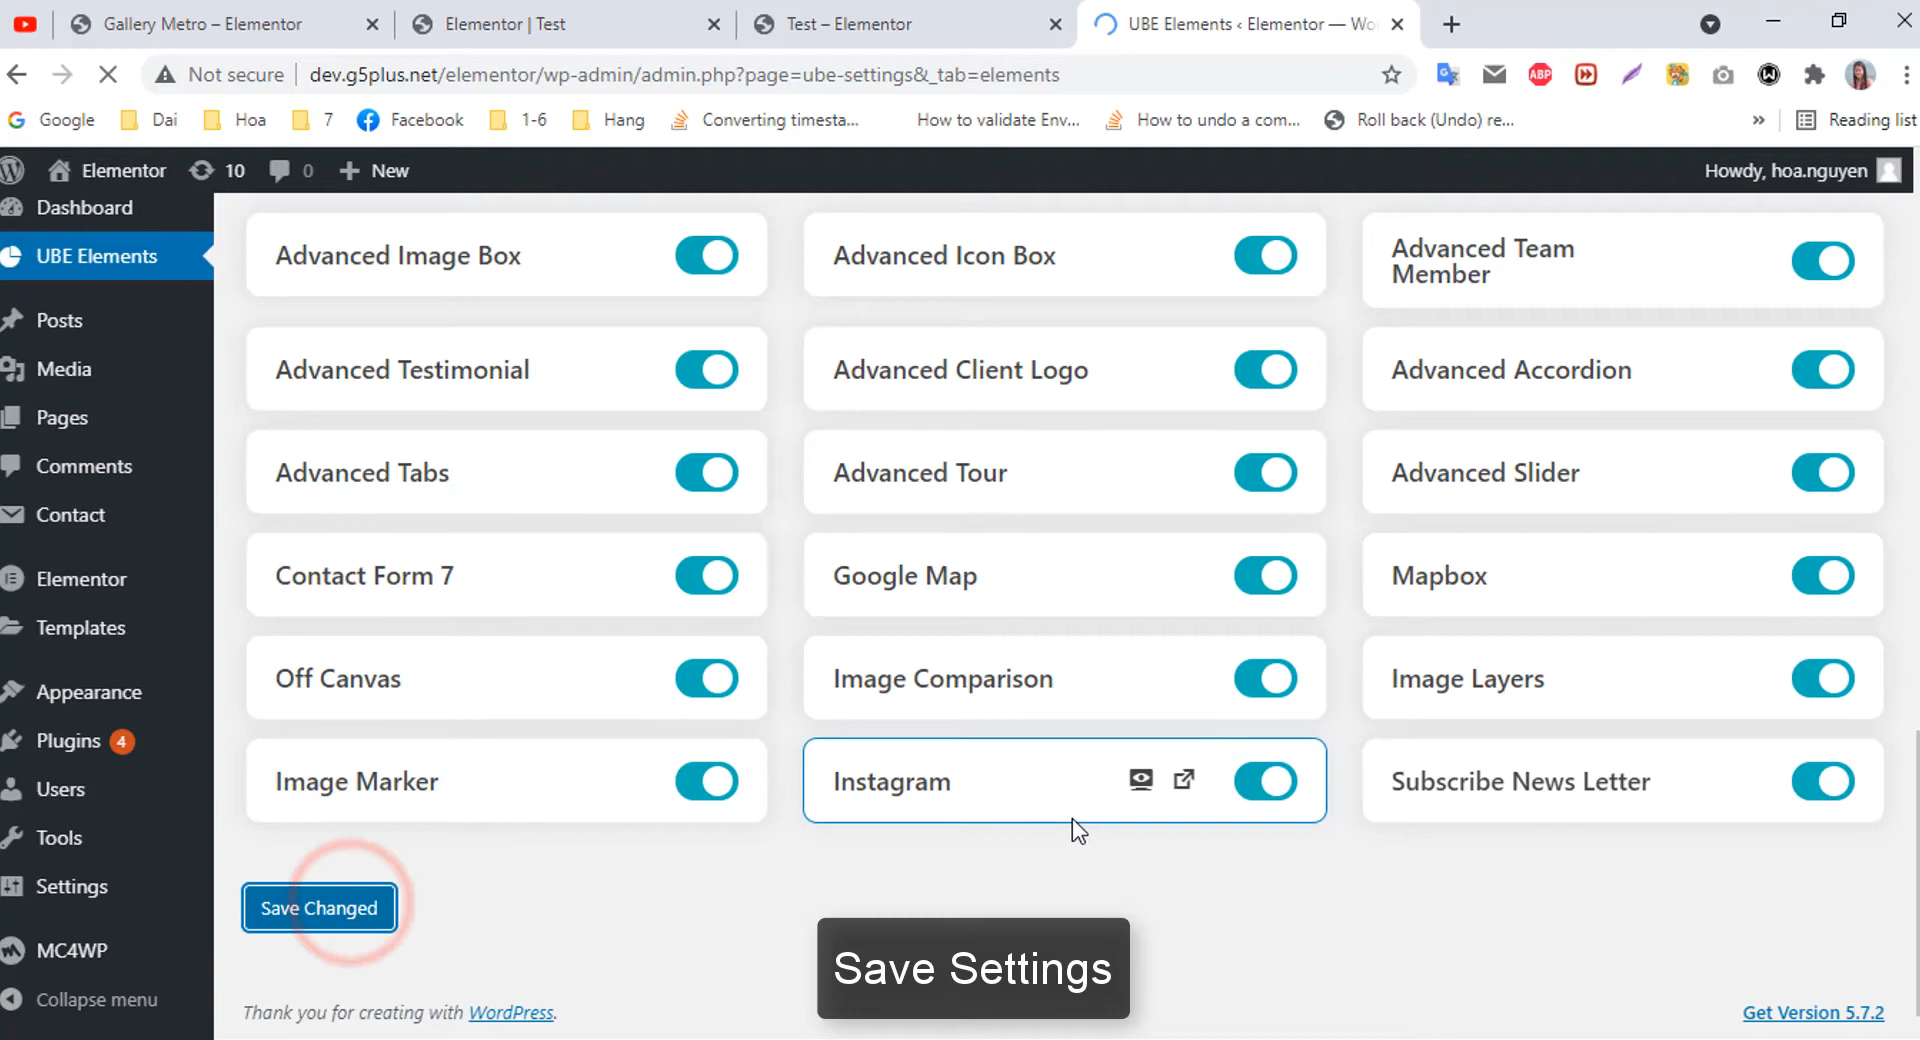 Gallery Metro – Elementor
Elementor | Test
Test – Elementor
UBE Elements ‹ Elementor — Wo
Not secure
dev.g5plus.net/elementor/wp-admin/admin.php?page=ube-settings&_tab=elements
ABP
Google
Dai
Hoa
7
Facebook
1-6
Hang
Converting timesta...
How to validate Env...
How to undo a com...
Roll back (Undo) re...
»
Reading list
Elementor
10
0
New
Howdy, hoa.nguyen
Dashboard
UBE Elements
Posts
Media
Pages
Comments
Contact
Elementor
Templates
Appearance
Plugins 4
Users
Tools
Settings
MC4WP
Collapse menu
Advanced Image Box
Advanced Icon Box
Advanced Team
Member
Advanced Testimonial
Advanced Client Logo
Advanced Accordion
Advanced Tabs
Advanced Tour
Advanced Slider
Contact Form 7
Google Map
Mapbox
Off Canvas
Image Comparison
Image Layers
Image Marker
Instagram
Subscribe News Letter
Save Changed
Save Settings
Thank you for creating with WordPress.
Get Version 5.7.2